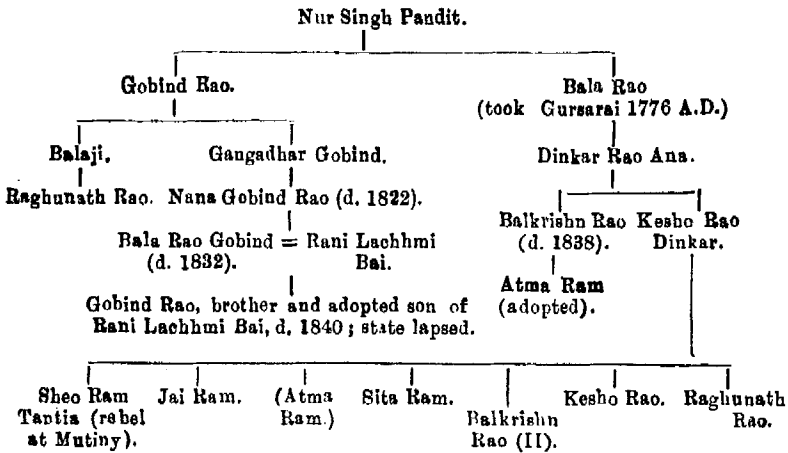 Nur Singh Pandit.
Gobind Rao.
Bala Rao
(took Gursarai 1776 A.D.)
Balaji.
Gangadhar Gobind.
Dinkar Rao Ana.
Raghunath Rao.
Nana Gobind Rao (d. 1822).
Balkrishn Rao
(d. 1838).
Kesho Rao
Dinkar.
Bala Rao Gobind = Rani Lachhmi
(d. 1832).
Bai.
Atma Ram
(adopted).
Gobind Rao, brother and adopted son of
Rani Lachhmi Bai, d. 1840; state lapsed.
Sheo Ram
Tantia (rebel
at Mutiny).
Jai Ram.
(Atma
Ram.)
Sita Ram.
Balkrishn
Rao (II).
Kesho Rao.
Raghunath
Rao.